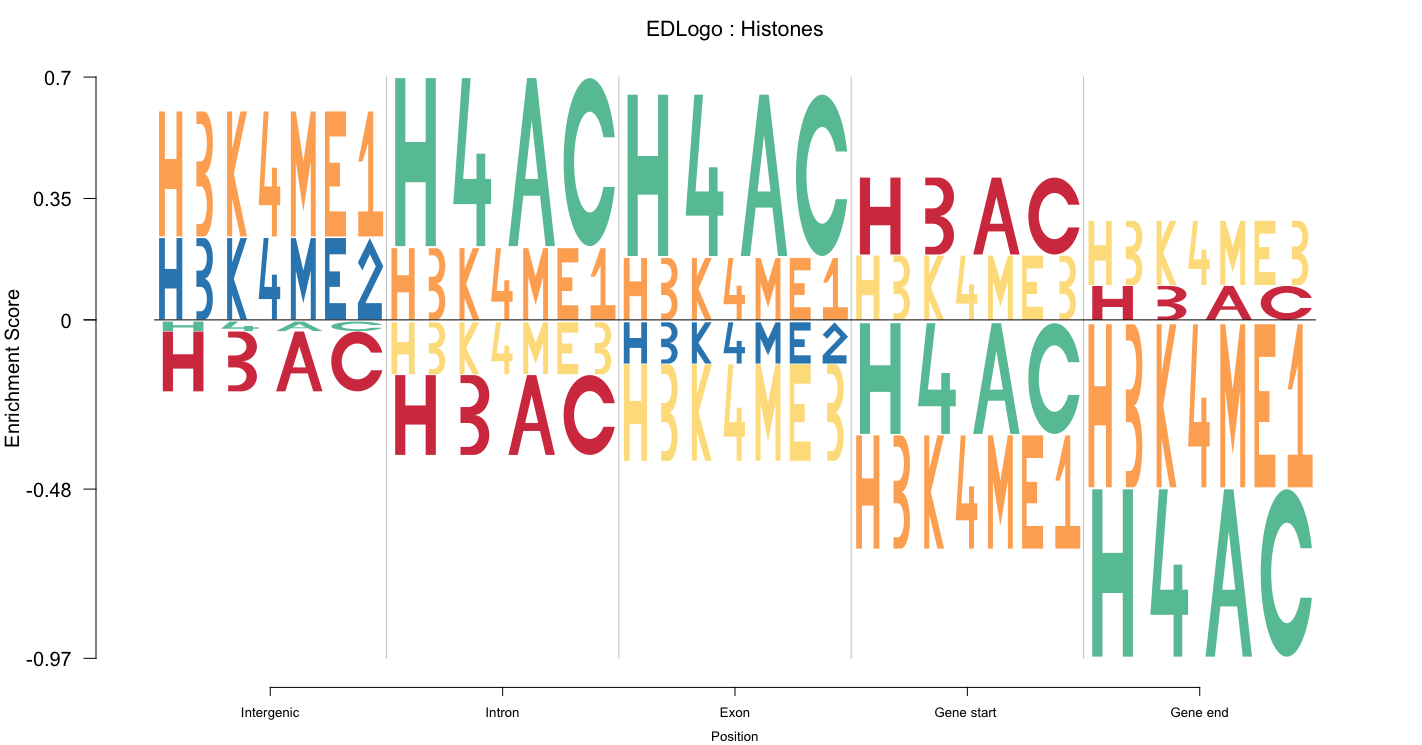 EDLogo : Histones
Enrichment Score
0.7
0.35
0
-0.48
-0.97
H3K4ME1
H3K4ME2
H4AC
H3AC
H4AC
H3K4ME1
H3K4ME3
H3AC
H4AC
H3K4ME1
H3K4ME2
H3K4ME3
H3AC
H3K4ME3
H4AC
H3K4ME1
H3K4ME3
H3AC
H3K4ME1
H4AC
Intergenic
Intron
Exon
Gene start
Gene end
Position